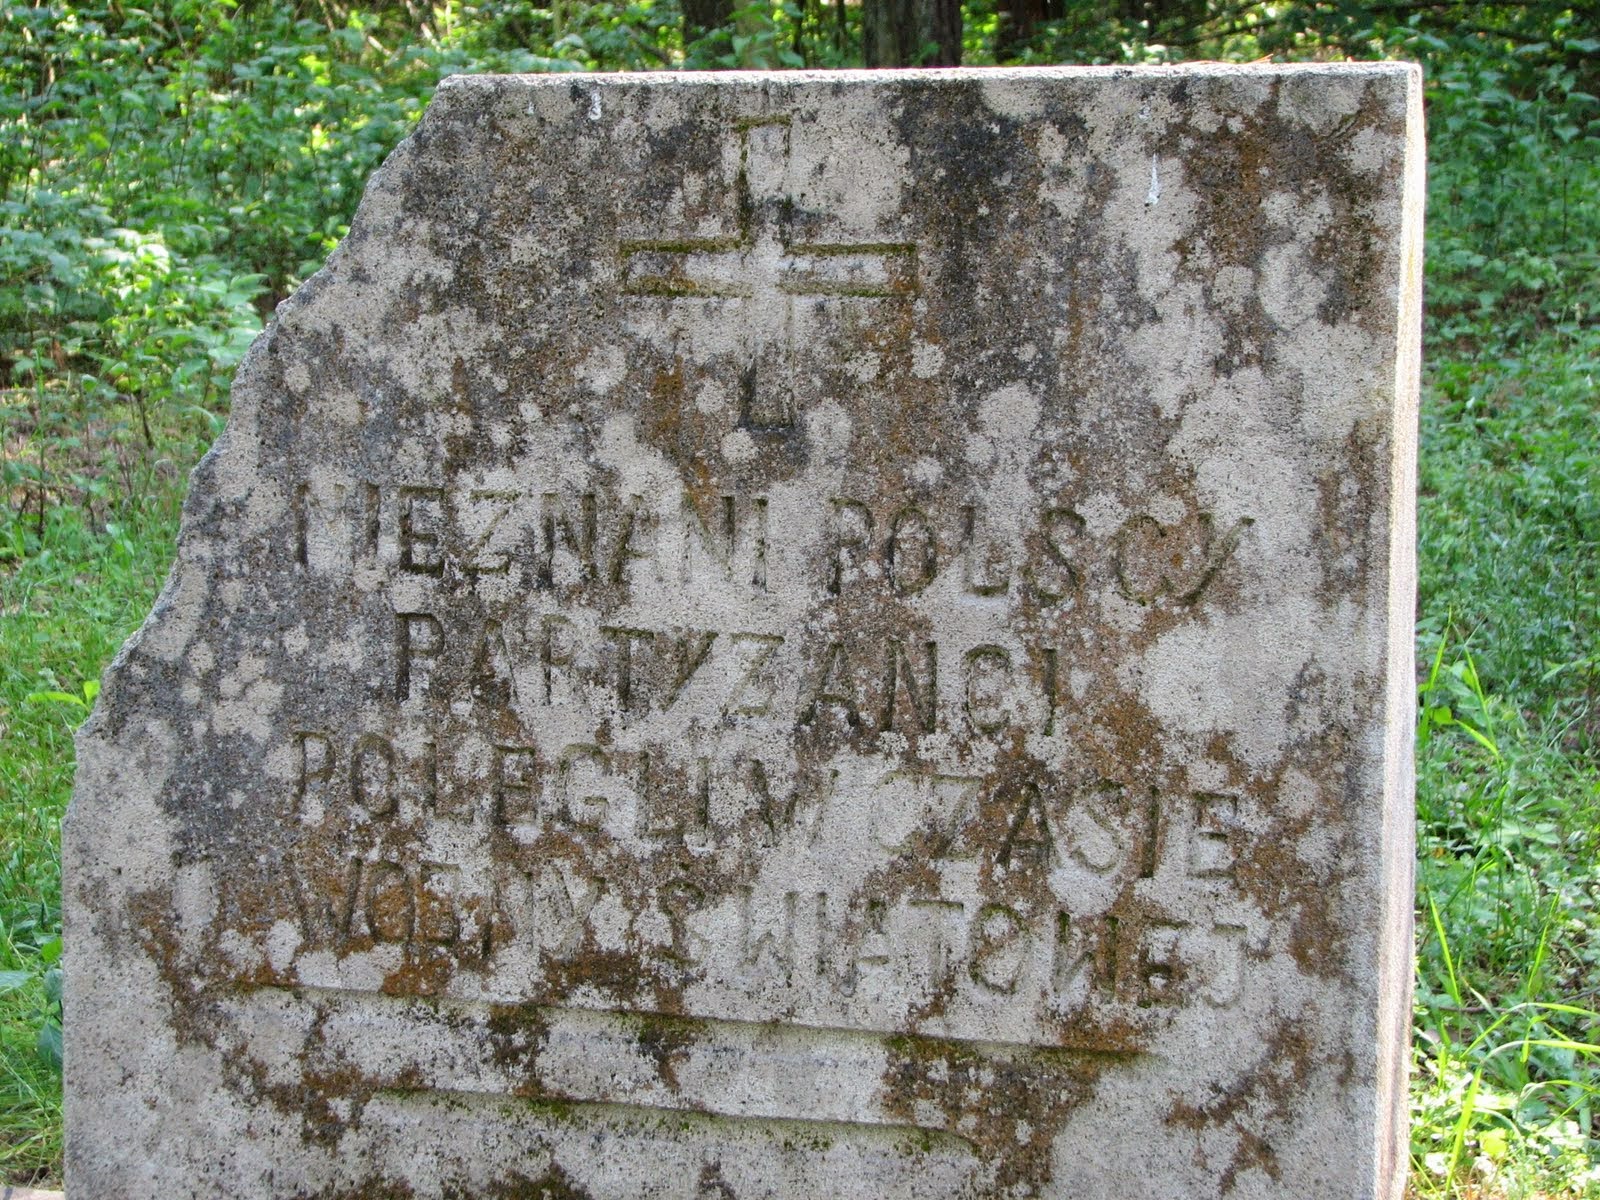 NIEZNANI POLSCY
PARTYZANCI
POLEGLI W CZASIE
WOJNY ŚWIATOWEJ